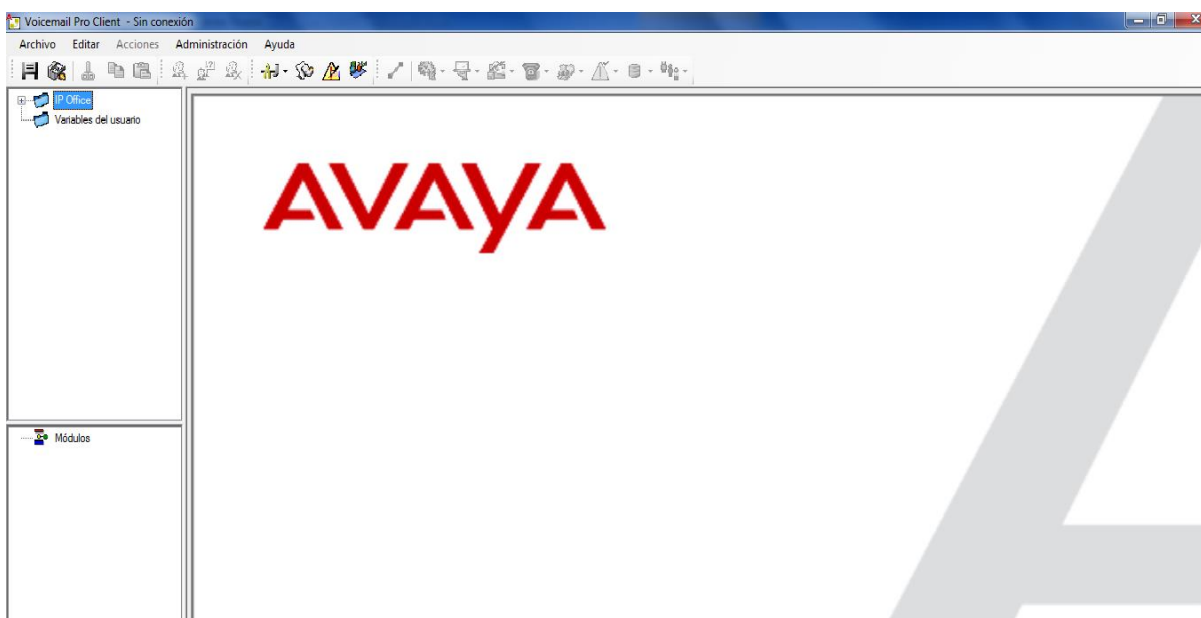 Voicemail Pro Client - Sin conexión
Archivo Editar Acciones Administración Ayuda
IP Office
Variables del usuario
AVAYA
Módulos